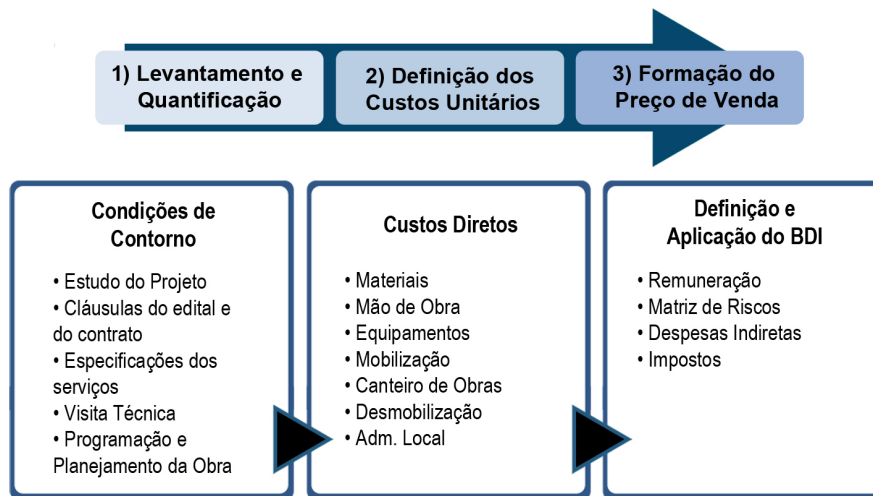 1) Levantamento e
Quantificação
2) Definição dos
Custos Unitários
3) Formação do
Preço de Venda
Condições de
Contorno
• Estudo do Projeto
• Cláusulas do edital e
do contrato
• Especificações dos
serviços
• Visita Técnica
• Programação e
Planejamento da Obra
Custos Diretos
• Materiais
• Mão de Obra
• Equipamentos
• Mobilização
• Canteiro de Obras
• Desmobilização
• Adm. Local
Definição e
Aplicação do BDI
• Remuneração
• Matriz de Riscos
• Despesas Indiretas
• Impostos